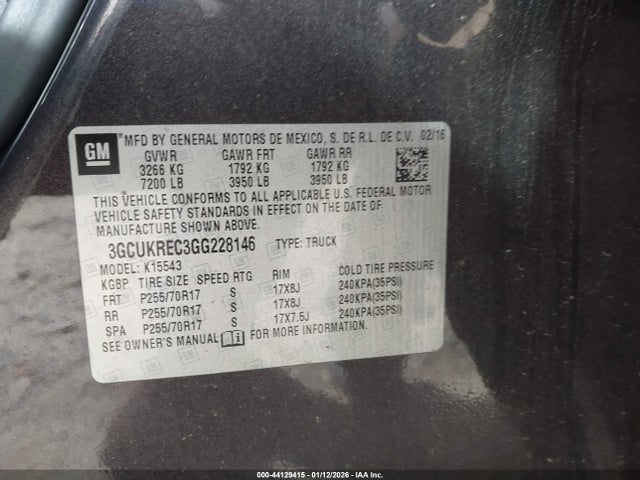 GM
MFD BY GENERAL MOTORS DE MEXICO, S. DE R.L. DE C.V. 02/16
GVWR GAWR FRT GAWR RR
3266 KG 1792 KG 1792 KG
7200 LB 3950 LB 3950 LB
THIS VEHICLE CONFORMS TO ALL APPLICABLE U.S. FEDERAL MOTOR
VEHICLE SAFETY STANDARDS IN EFFECT ON THE DATE OF
MANUFACTURE SHOWN ABOVE.
3GCUKREC3GG228146 TYPE: TRUCK
MODEL: K15543
KGBP TIRE SIZE SPEED RTG RIM COLD TIRE PRESSURE
FRT P255/70R17 S 17X8J 240KPA(35PSI)
RR P255/70R17 S 17X8J 240KPA(35PSI)
SPA P255/70R17 S 17X7.5J 240KPA(35PSI)
SEE OWNER'S MANUAL FOR MORE INFORMATION
000-44129415 - 01/12/2026 - IAA Inc.